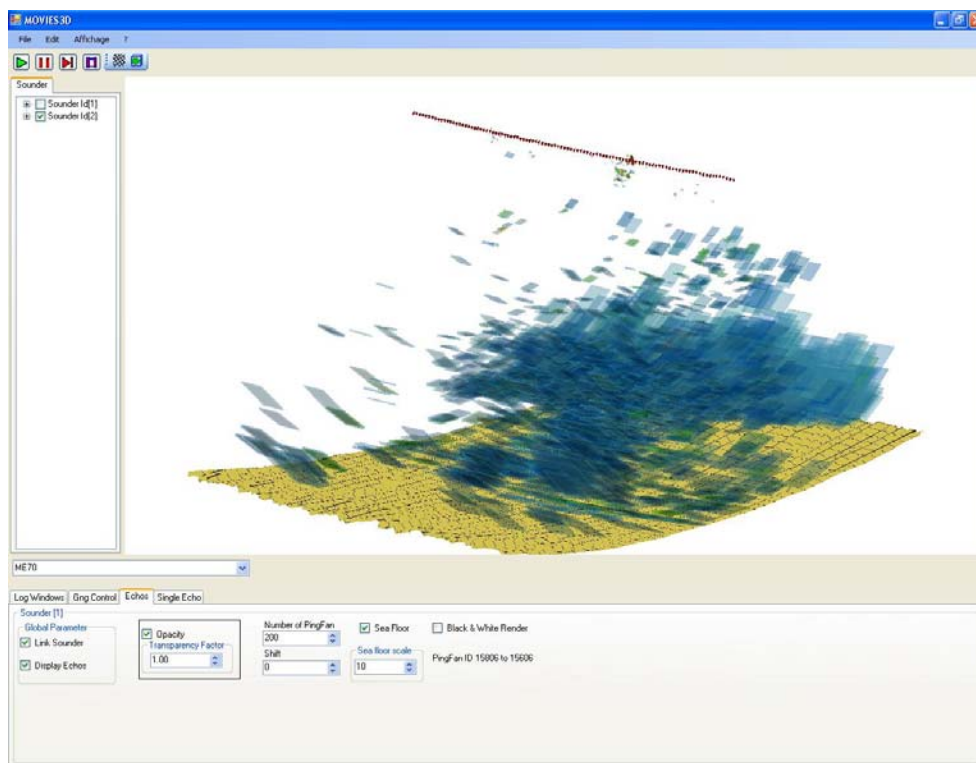 MOVIES3D
File Edit Affichage ?
Sounder
Sounder Id[1]
Sounder Id[2]
ME70
Log Windows Gng Control Echos Single Echo
Sounder [1]
Global Parameter
Link Sounder
Display Echos
Opacity
Transparency Factor
1.00
Number of PingFan
200
Shift
0
Sea Floor
Sea floor scale
10
Black & White Render
PingFan ID 15806 to 15606